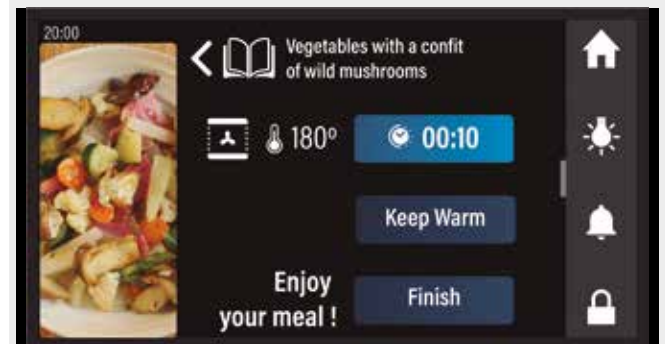 20:00
Vegetables with a confit
of wild mushrooms
180º
00:10
Keep Warm
Enjoy
your meal !
Finish